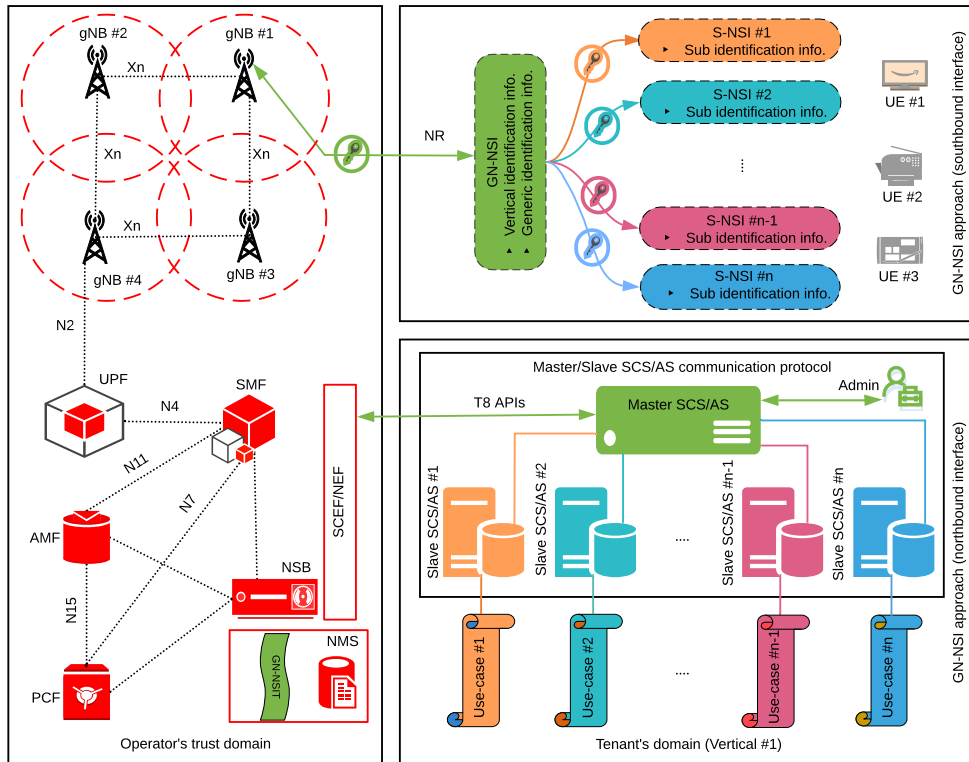 gNB #2
gNB #1
Xn
Xn
Xn
Xn
gNB #4
gNB #3
N2
UPF
SMF
N4
N11
N7
AMF
N15
NSB
PCF
SCEF/NEF
GN-NSIT
NMS
Operator's trust domain
NR
GN-NSI
▸ Vertical identification info.
▸ Generic identification info.
S-NSI #1
▸ Sub identification info.
S-NSI #2
▸ Sub identification info.
....
S-NSI #n-1
▸ Sub identification info.
S-NSI #n
▸ Sub identification info.
UE #1
UE #2
UE #3
GN-NSI approach (southbound interface)
Master/Slave SCS/AS communication protocol
T8 APIs
Master SCS/AS
Admin
Slave SCS/AS #1
Slave SCS/AS #2
....
Slave SCS/AS #n-1
Slave SCS/AS #n
Use-case #1
Use-case #2
....
Use-case #n-1
Use-case #n
Tenant's domain (Vertical #1)
GN-NSI approach (northbound interface)